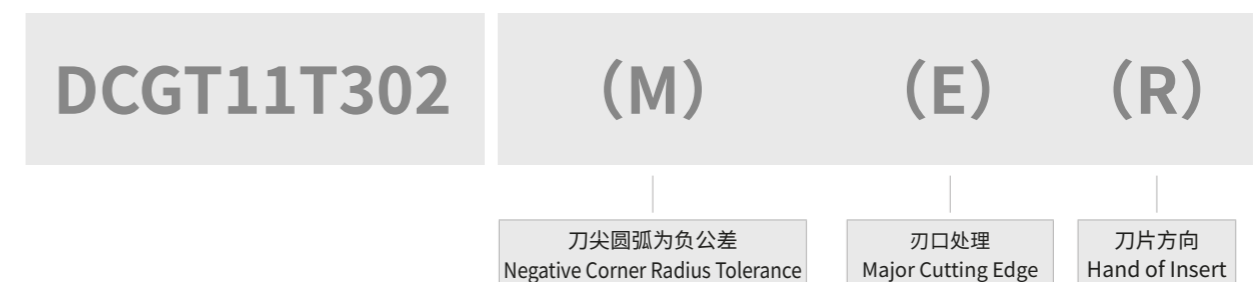 DCGT11T302 （M） （E） （R）
刀尖圆弧为负公差
Negative Corner Radius Tolerance
刃口处理
Major Cutting Edge
刀片方向
Hand of Insert